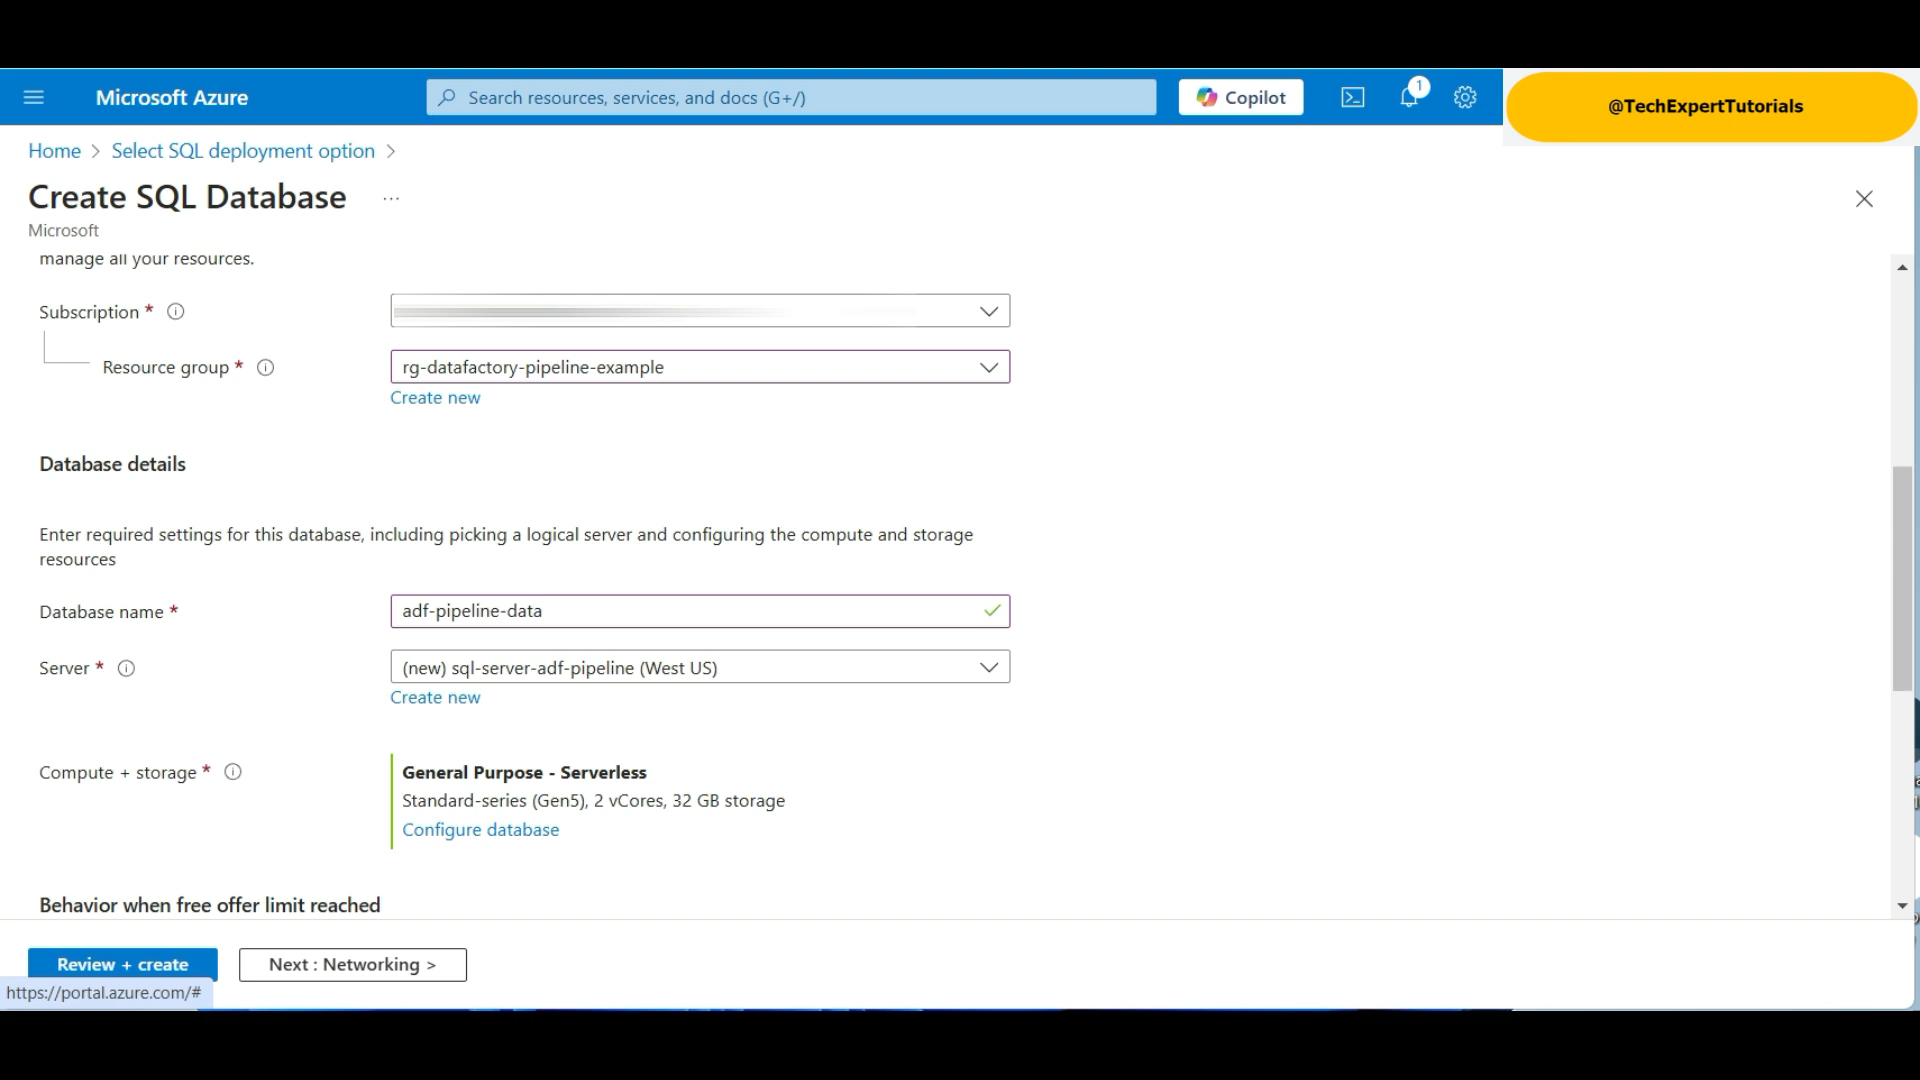 Microsoft Azure
Search resources, services, and docs (G+/)
Copilot
1
@TechExpertTutorials
Home > Select SQL deployment option >
Create SQL Database ...
Microsoft
manage all your resources.
Subscription *
Resource group *
rg-datafactory-pipeline-example
Create new
Database details
Enter required settings for this database, including picking a logical server and configuring the compute and storage
resources
Database name *
adf-pipeline-data
Server *
(new) sql-server-adf-pipeline (West US)
Create new
Compute + storage *
General Purpose - Serverless
Standard-series (Gen5), 2 vCores, 32 GB storage
Configure database
Behavior when free offer limit reached
Review + create
Next : Networking >
https://portal.azure.com/#